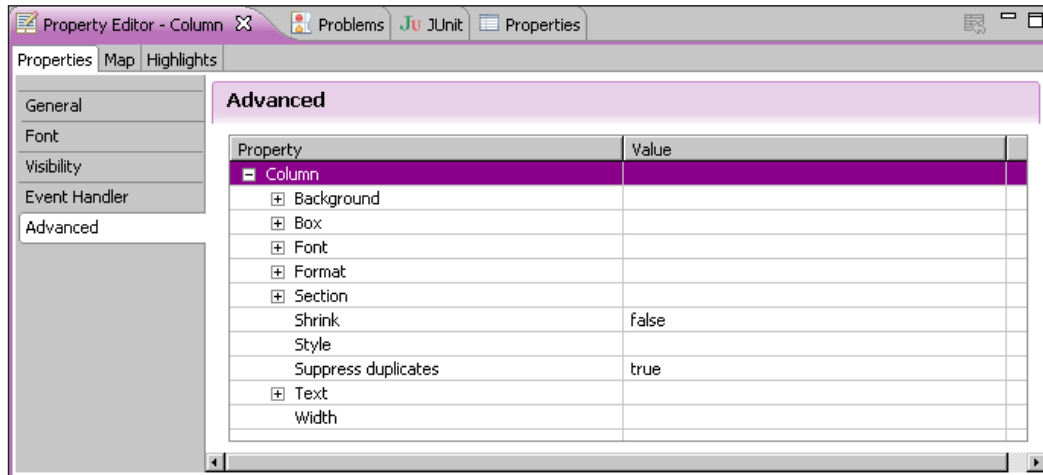 Property Editor - Column Problems JUnit Properties
Properties Map Highlights
General
Font
Visibility
Event Handler
Advanced
Advanced
Property Value
Column
Background
Box
Font
Format
Section
Shrink false
Style
Suppress duplicates true
Text
Width